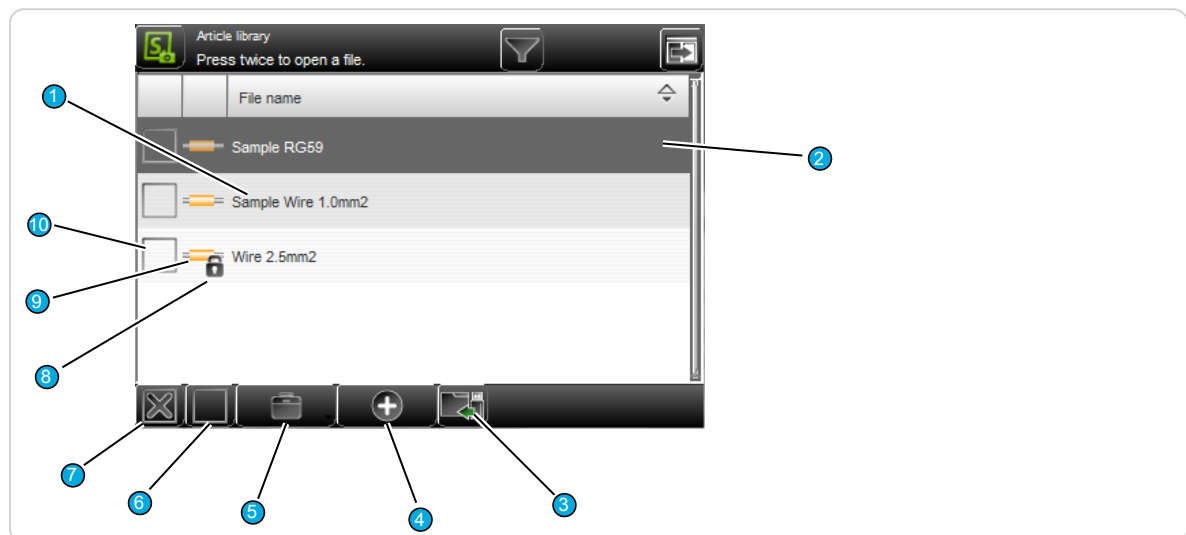 S
Article library
Press twice to open a file.
File name
1
Sample RG59
2
Sample Wire 1.0mm2
10
Wire 2.5mm2
9
8
7
6
5
4
3